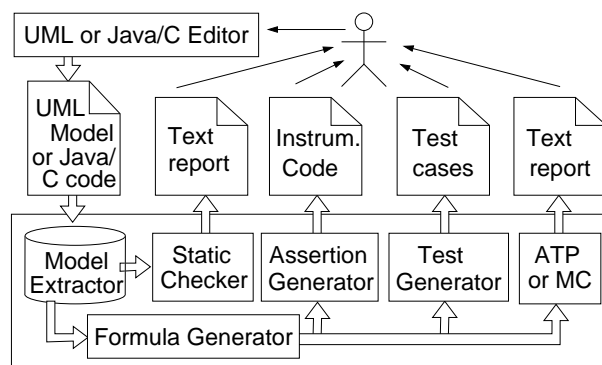 UML or Java/C Editor
UML
Model
or Java/
C code
Text
report
Instrum.
Code
Test
cases
Text
report
Model
Extractor
Static
Checker
Assertion
Generator
Test
Generator
ATP
or MC
Formula Generator